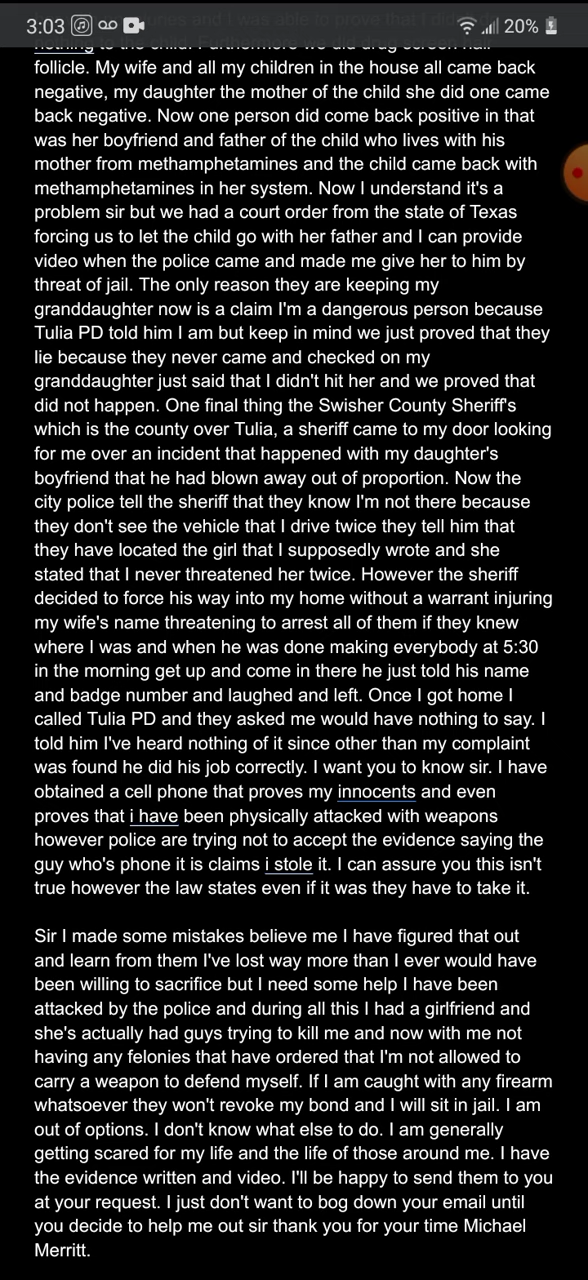 3:03 20%
nothing to the child. Furthermore we did drug screen hair
follicle. My wife and all my children in the house all came back
negative, my daughter the mother of the child she did one came
back negative. Now one person did come back positive in that
was her boyfriend and father of the child who lives with his
mother from methamphetamines and the child came back with
methamphetamines in her system. Now I understand it's a
problem sir but we had a court order from the state of Texas
forcing us to let the child go with her father and I can provide
video when the police came and made me give her to him by
threat of jail. The only reason they are keeping my
granddaughter now is a claim I'm a dangerous person because
Tulia PD told him I am but keep in mind we just proved that they
lie because they never came and checked on my
granddaughter just said that I didn't hit her and we proved that
did not happen. One final thing the Swisher County Sheriff's
which is the county over Tulia, a sheriff came to my door looking
for me over an incident that happened with my daughter's
boyfriend that he had blown away out of proportion. Now the
city police tell the sheriff that they know I'm not there because
they don't see the vehicle that I drive twice they tell him that
they have located the girl that I supposedly wrote and she
stated that I never threatened her twice. However the sheriff
decided to force his way into my home without a warrant injuring
my wife's name threatening to arrest all of them if they knew
where I was and when he was done making everybody at 5:30
in the morning get up and come in there he just told his name
and badge number and laughed and left. Once I got home I
called Tulia PD and they asked me would have nothing to say. I
told him I've heard nothing of it since other than my complaint
was found he did his job correctly. I want you to know sir. I have
obtained a cell phone that proves my innocents and even
proves that i have been physically attacked with weapons
however police are trying not to accept the evidence saying the
guy who's phone it is claims i stole it. I can assure you this isn't
true however the law states even if it was they have to take it.
Sir I made some mistakes believe me I have figured that out
and learn from them I've lost way more than I ever would have
been willing to sacrifice but I need some help I have been
attacked by the police and during all this I had a girlfriend and
she's actually had guys trying to kill me and now with me not
having any felonies that have ordered that I'm not allowed to
carry a weapon to defend myself. If I am caught with any firearm
whatsoever they won't revoke my bond and I will sit in jail. I am
out of options. I don't know what else to do. I am generally
getting scared for my life and the life of those around me. I have
the evidence written and video. I'll be happy to send them to you
at your request. I just don't want to bog down your email until
you decide to help me out sir thank you for your time Michael
Merritt.